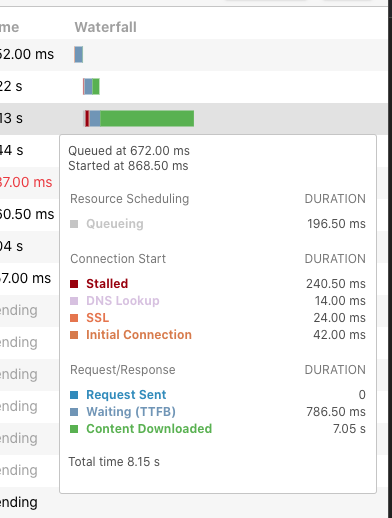 me Waterfall
52.00 ms
22 s
13 s
Queued at 672.00 ms
Started at 868.50 ms
44 s
37.00 ms
Resource Scheduling DURATION
60.50 ms
Queueing 196.50 ms
04 s
Connection Start DURATION
57.00 ms
Stalled 240.50 ms
DNS Lookup 14.00 ms
ending
SSL 24.00 ms
Initial Connection 42.00 ms
ending
Request/Response DURATION
ending
Request Sent 0
ending
Waiting (TTFB) 786.50 ms
Content Downloaded 7.05 s
ending
Total time 8.15 s
ending
ending